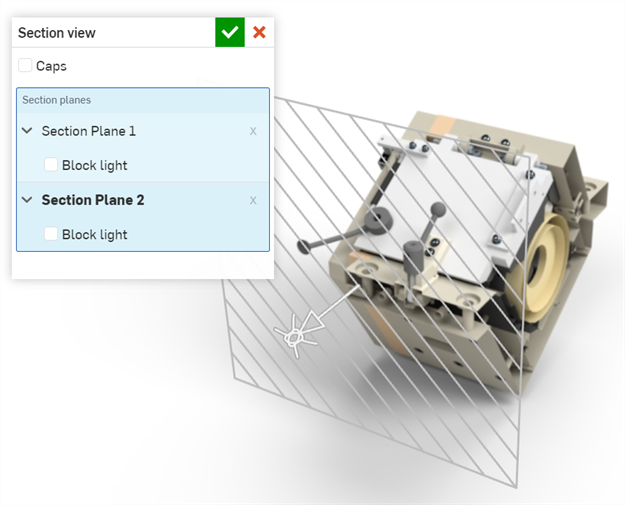 Section view
Caps
Section planes
Section Plane 1 x
Block light
Section Plane 2 x
Block light